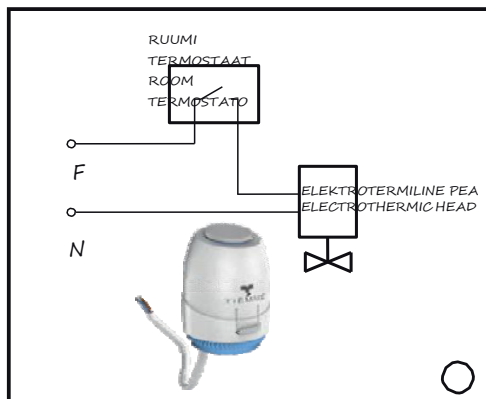 RUUMI
TERMOSTAAT
ROOM
TERMOSTATO
F
ELEKTROTERMILINE PEA
ELECTROTHERMIC HEAD
N